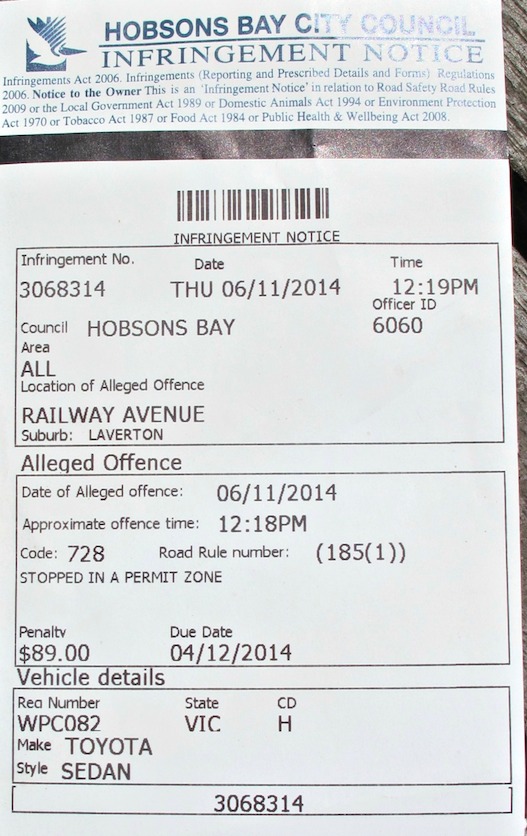 HOBSONS BAY CITY COUNCIL
INFRINGEMENT NOTICE
Infringements Act 2006. Infringements (Reporting and Prescribed Details and Forms) Regulations
2006. Notice to the Owner This is an 'Infringement Notice' in relation to Road Safety Road Rules
2009 or the Local Government Act 1989 or Domestic Animals Act 1994 or Environment Protection
Act 1970 or Tobacco Act 1987 or Food Act 1984 or Public Health & Wellbeing Act 2008.
INFRINGEMENT NOTICE
Infringement No. Date Time
3068314 THU 06/11/2014 12:19PM
Officer ID
Council HOBSONS BAY 6060
Area
ALL
Location of Alleged Offence
RAILWAY AVENUE
Suburb: LAVERTON
Alleged Offence
Date of Alleged offence: 06/11/2014
Approximate offence time: 12:18PM
Code: 728 Road Rule number: (185(1))
STOPPED IN A PERMIT ZONE
Penalty Due Date
$89.00 04/12/2014
Vehicle details
Reg Number State CD
WPC082 VIC H
Make TOYOTA
Style SEDAN
3068314